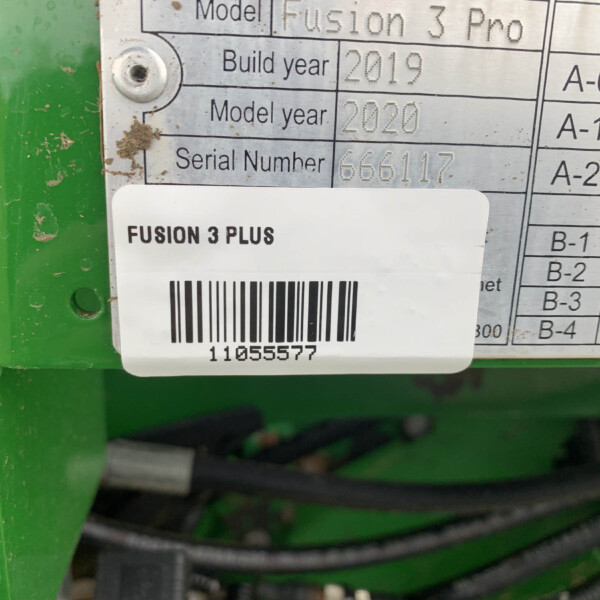 Model Fusion 3 Pro
Build year 2019 A-
Model year 2020 A-1
Serial Number 666117 A-2
FUSION 3 PLUS
B-1
B-2
net B-3
300 B-4
11055577